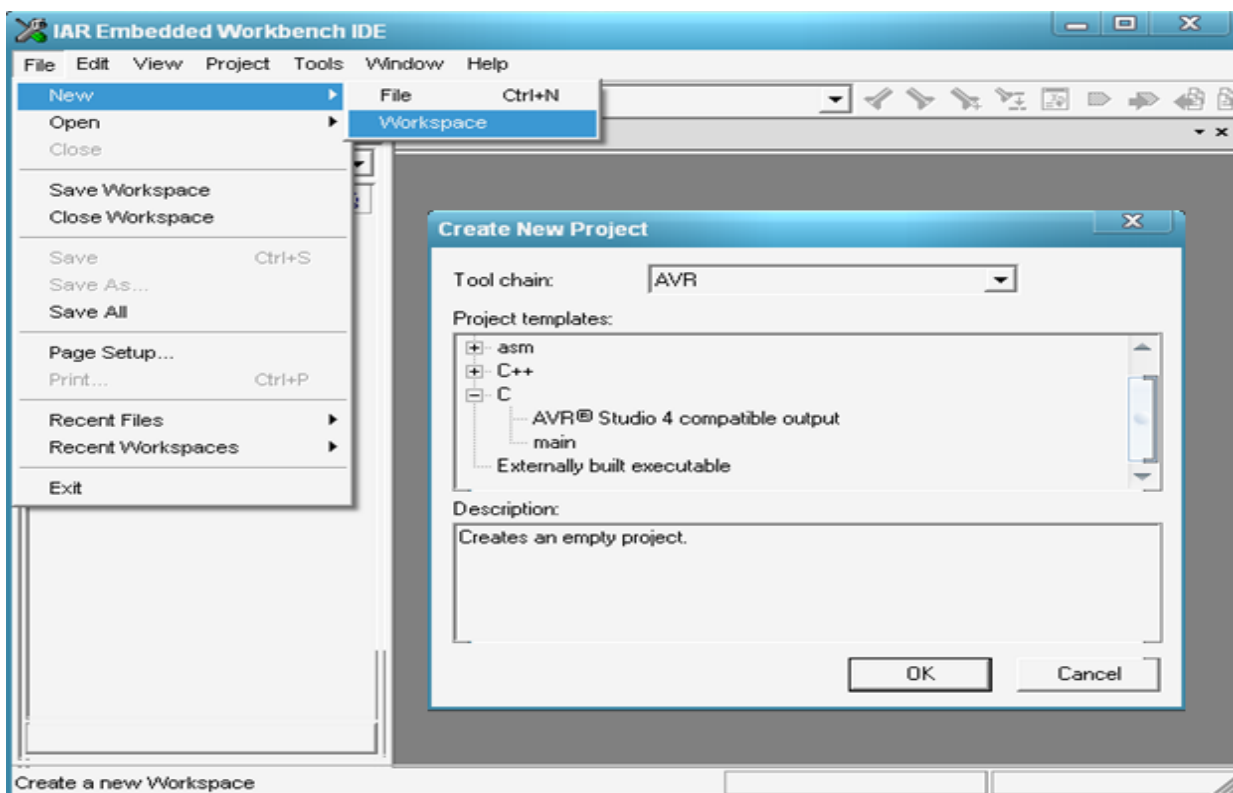 IAR Embedded Workbench IDE
File Edit View Project Tools Window Help
New
File Ctrl+N
Workspace
Open
Close
Save Workspace
Close Workspace
Save Ctrl+S
Save As...
Save All
Page Setup...
Print... Ctrl+P
Recent Files
Recent Workspaces
Exit
Create New Project
Tool chain: AVR
Project templates:
asm
C++
C
AVR® Studio 4 compatible output
main
Externally built executable
Description:
Creates an empty project.
OK Cancel
Create a new Workspace